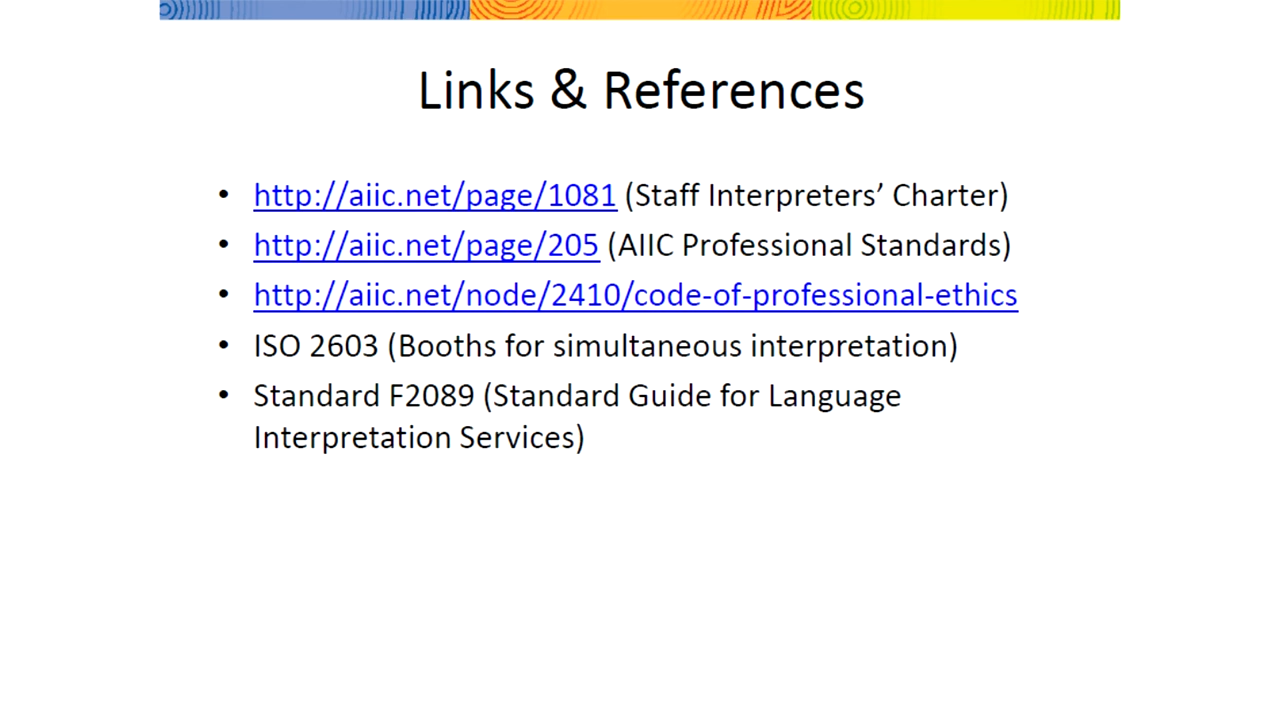 Links & References
• http://aiic.net/page/1081 (Staff Interpreters’ Charter)
• http://aiic.net/page/205 (AIIC Professional Standards)
• http://aiic.net/node/2410/code-of-professional-ethics
• ISO 2603 (Booths for simultaneous interpretation)
• Standard F2089 (Standard Guide for Language
Interpretation Services)